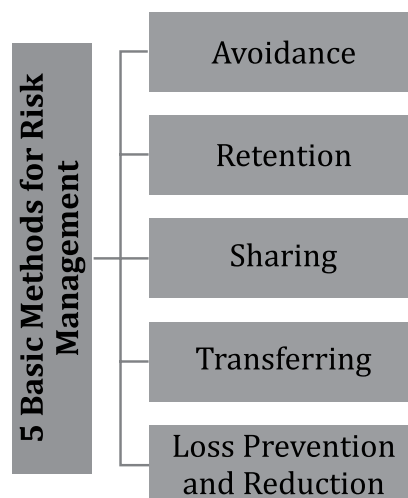 5 Basic Methods for Risk
Management
Avoidance
Retention
Sharing
Transferring
Loss Prevention
and Reduction